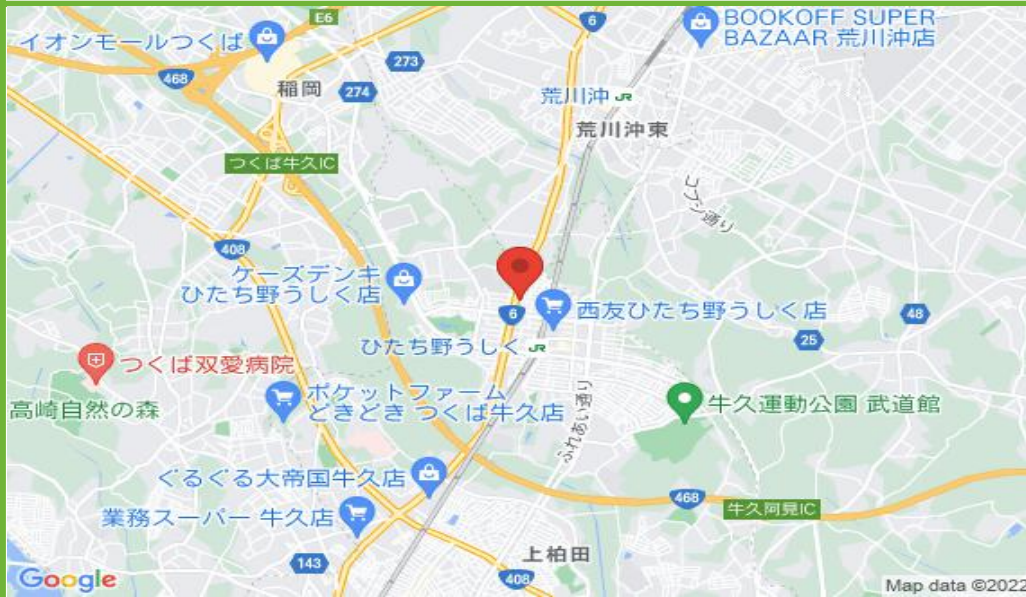 E6
BOOKOFF SUPER
BAZAAR 荒川沖店
6
イオンモールつくば
273
468
稲岡
274
荒川沖 JR
荒川沖東
つくば牛久IC
コブシ通り
408
ケーズデンキ
ひたち野うしく店
6
西友ひたち野うしく店
48
25
ひたち野うしく JR
つくば双愛病院
高崎自然の森
ポケットファーム
どきどき つくば牛久店
ふれあい通り
牛久運動公園 武道館
ぐるぐる大帝国牛久店
業務スーパー 牛久店
468
牛久阿見IC
143
上柏田
408
Google
Map data ©2022